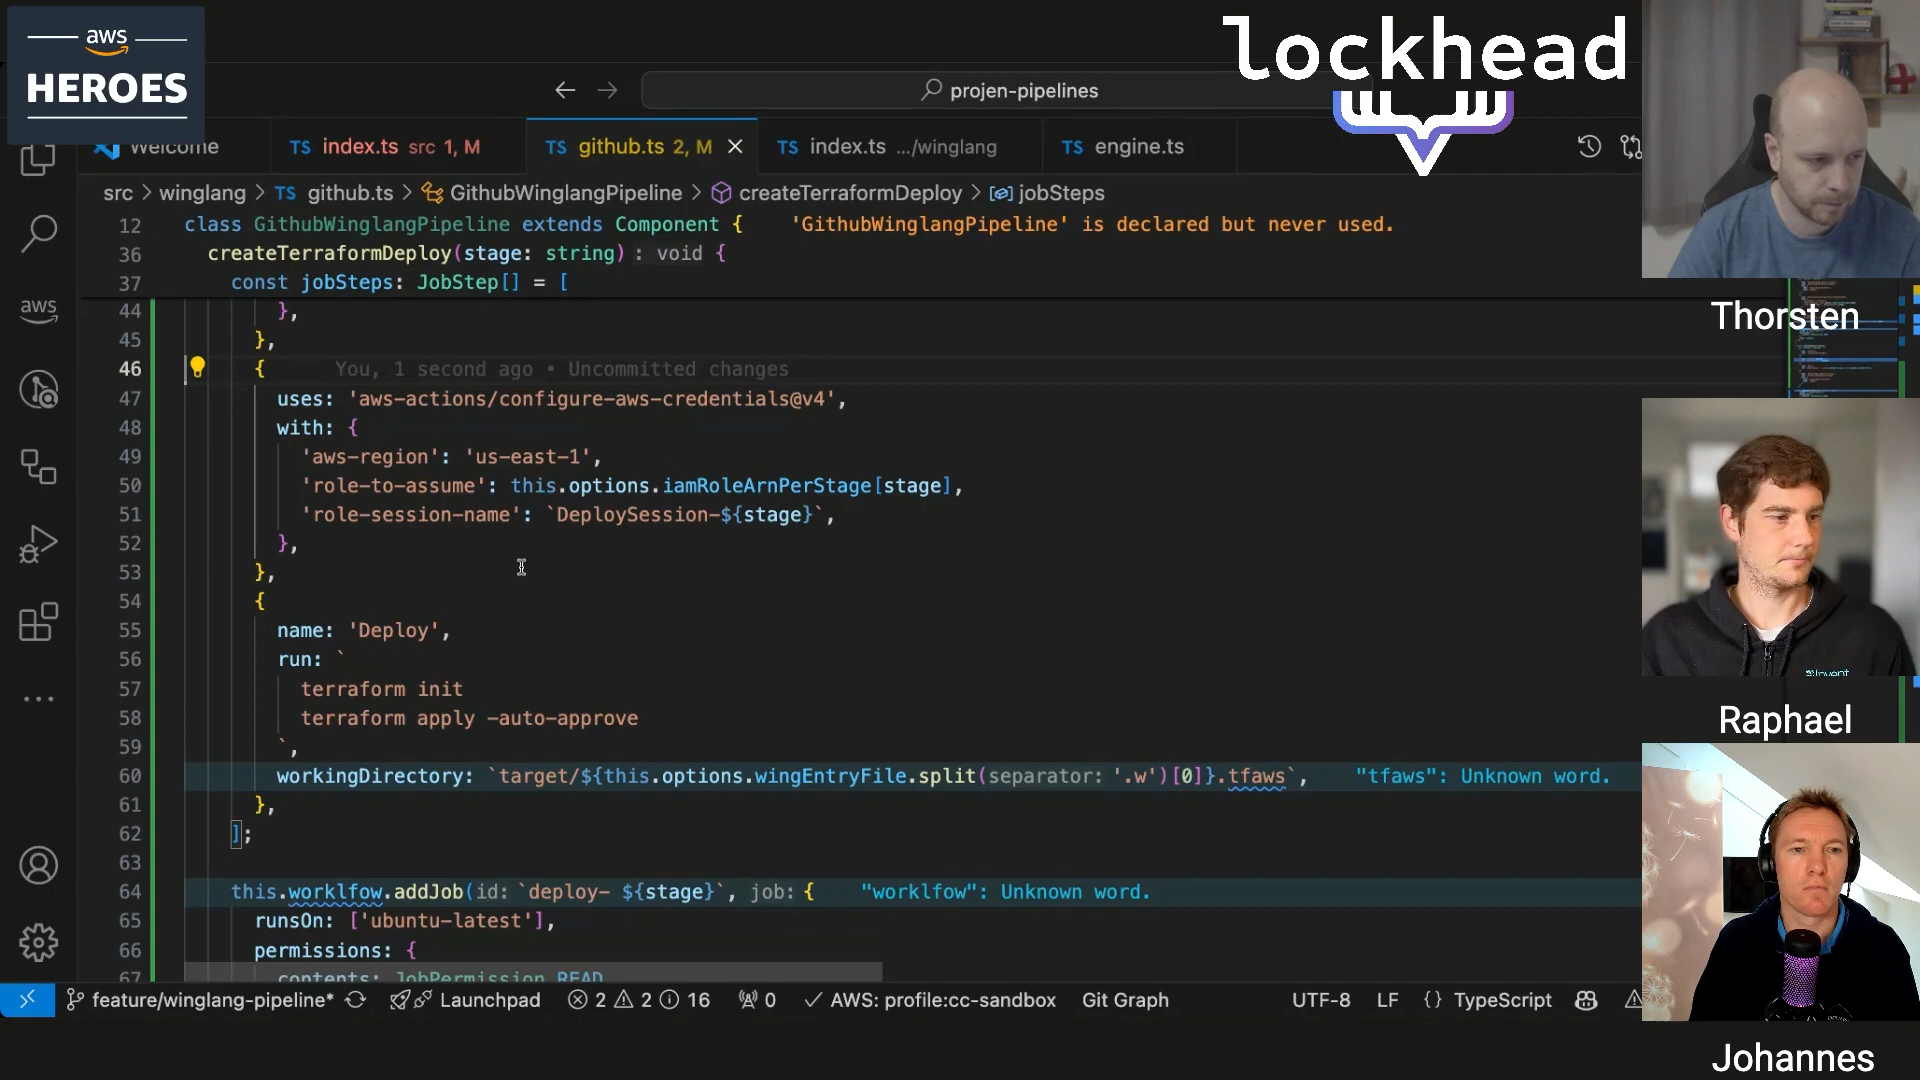 aws
HEROES
lockhead
projen-pipelines
Welcome
TS index.ts src 1, M
TS github.ts 2, M
TS index.ts .../winglang
TS engine.ts
src > winglang > TS github.ts > GithubWinglangPipeline > createTerraformDeploy > jobSteps
12 class GithubWinglangPipeline extends Component { 'GithubWinglangPipeline' is declared but never used.
36 createTerraformDeploy(stage: string): void {
37 const jobSteps: JobStep[] = [
44 },
45 },
46 { You, 1 second ago • Uncommitted changes
47 uses: 'aws-actions/configure-aws-credentials@v4',
48 with: {
49 'aws-region': 'us-east-1',
50 'role-to-assume': this.options.iamRoleArnPerStage[stage],
51 'role-session-name': `DeploySession-${stage}`,
52 },
53 },
54 {
55 name: 'Deploy',
56 run: `
57 terraform init
58 terraform apply -auto-approve
59 `,
60 workingDirectory: `target/${this.options.wingEntryFile.split(separator: '.w')[0]}.tfaws`, "tfaws": Unknown word.
61 },
62 ];
63
64 this.worklfow.addJob(id: `deploy- ${stage}`, job: { "worklfow": Unknown word.
65 runsOn: ['ubuntu-latest'],
66 permissions: {
67 contents: JobPermission.READ
aws
feature/winglang-pipeline* Launchpad 2 2 16 0 AWS: profile:cc-sandbox Git Graph UTF-8 LF {} TypeScript
Thorsten
Raphael
Johannes